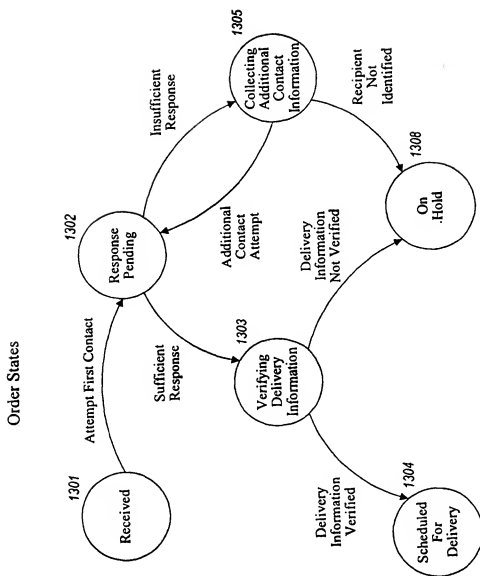 Order States
1301
Received
Attempt First Contact
1302
Response
Pending
Insufficient
Response
1305
Collecting
Additional
Contact
Information
Additional
Contact
Attempt
Sufficient
Response
1303
Verifying
Delivery
Information
Recipient
Not
Identified
1308
On
.Hold
Delivery
Information
Not Verified
Delivery
Information
Verified
1304
Scheduled
For
Delivery